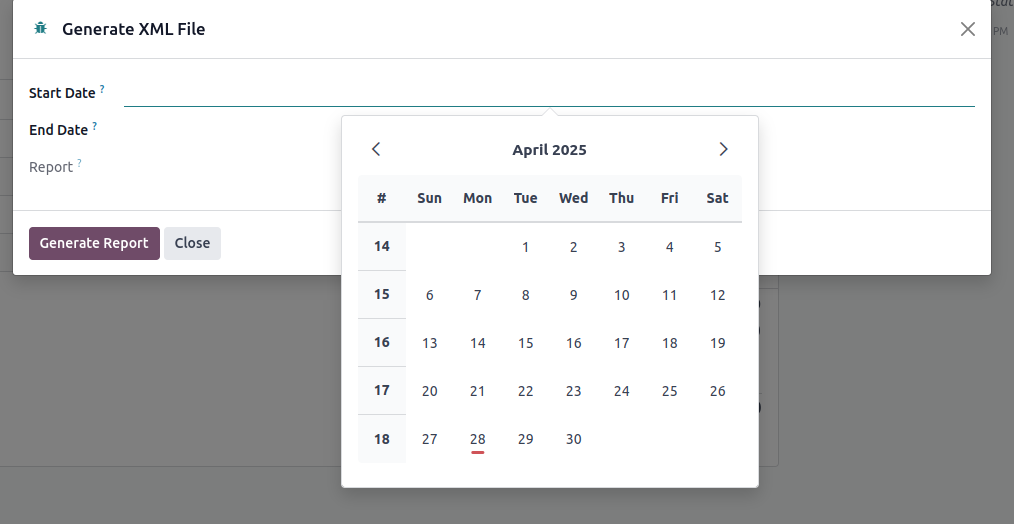 Generate XML File
PM
Start Date ?
End Date ?
Report ?
April 2025
# Sun Mon Tue Wed Thu Fri Sat
14 1 2 3 4 5
15 6 7 8 9 10 11 12
16 13 14 15 16 17 18 19
17 20 21 22 23 24 25 26
18 27 28 29 30
Generate Report Close